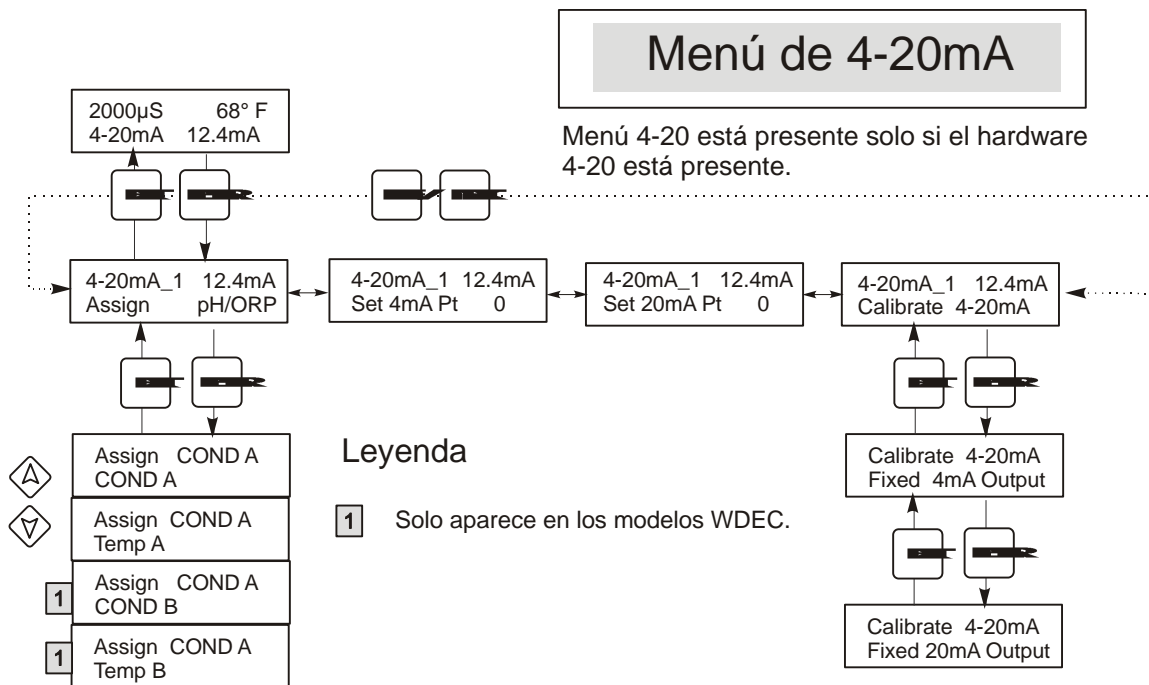 Menú de 4-20mA
2000µS 68° F
4-20mA 12.4mA
Menú 4-20 está presente solo si el hardware
4-20 está presente.
4-20mA_1 12.4mA
Assign pH/ORP
4-20mA_1 12.4mA
Set 4mA Pt 0
4-20mA_1 12.4mA
Set 20mA Pt 0
4-20mA_1 12.4mA
Calibrate 4-20mA
Assign COND A
COND A
Assign COND A
Temp A
1
Assign COND A
COND B
1
Assign COND A
Temp B
Leyenda
1 Solo aparece en los modelos WDEC.
Calibrate 4-20mA
Fixed 4mA Output
Calibrate 4-20mA
Fixed 20mA Output